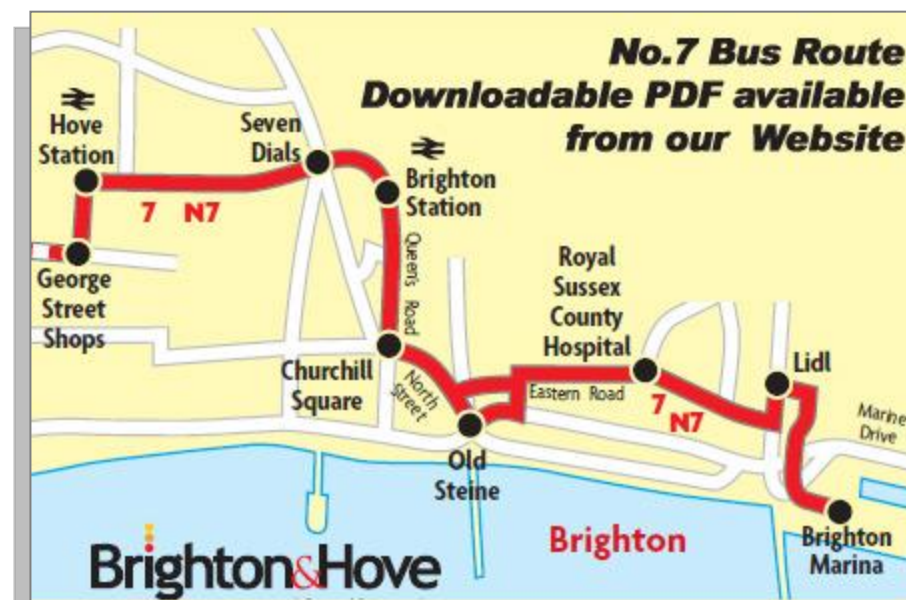 No.7 Bus Route
Downloadable PDF available
from our Website
Hove
Station
Seven
Dials
Brighton
Station
7 N7
Queen's Road
George
Street
Shops
Royal
Sussex
County
Hospital
Churchill
Square
North
Street
Eastern Road
Lidl
7
N7
Marine
Drive
Old
Steine
Brighton
Brighton
Marina
Brighton&Hove